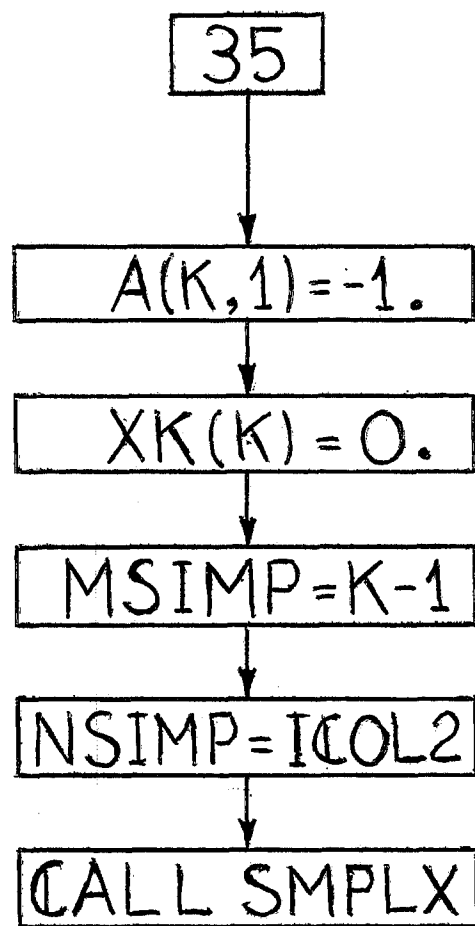 35
A(K,1)=-1.
XK(K)=0.
MSIMP=K-1
NSIMP=ICOL2
CALL SMPLX